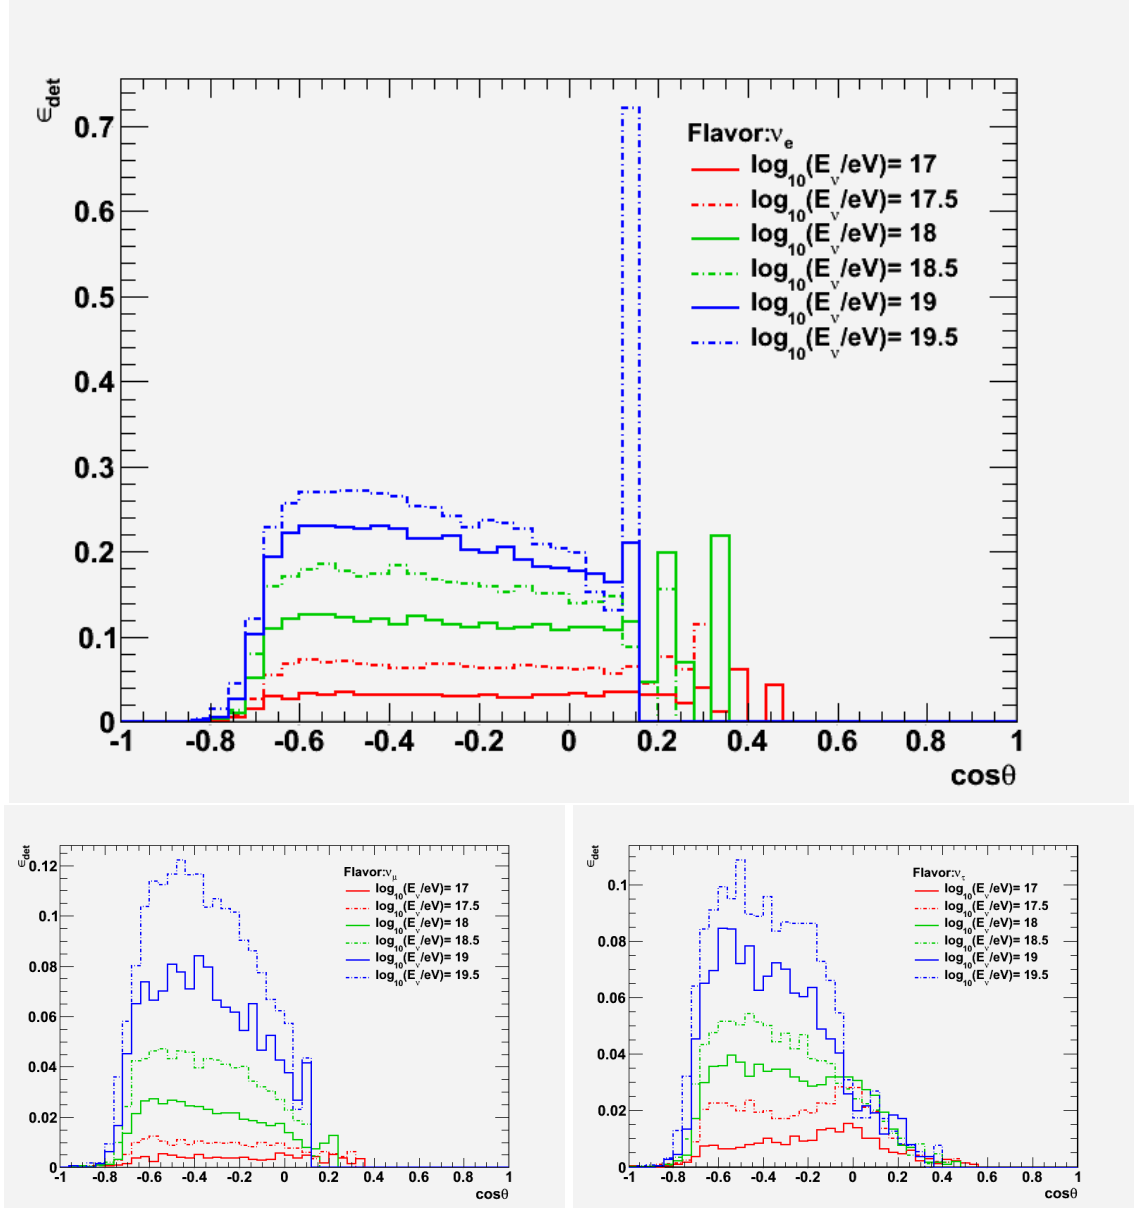 ϵdet
0.7
0.6
0.5
0.4
0.3
0.2
0.1
0
Flavor:νe
log10(Eν/eV)= 17
log10(Eν/eV)= 17.5
log10(Eν/eV)= 18
log10(Eν/eV)= 18.5
log10(Eν/eV)= 19
log10(Eν/eV)= 19.5
-1 -0.8 -0.6 -0.4 -0.2 0 0.2 0.4 0.6 0.8 1
cosθ
ϵdet
0.12
0.1
0.08
0.06
0.04
0.02
0
Flavor:νμ
log10(Eν/eV)= 17
log10(Eν/eV)= 17.5
log10(Eν/eV)= 18
log10(Eν/eV)= 18.5
log10(Eν/eV)= 19
log10(Eν/eV)= 19.5
-1 -0.8 -0.6 -0.4 -0.2 0 0.2 0.4 0.6 0.8 1
cosθ
ϵdet
0.1
0.08
0.06
0.04
0.02
0
Flavor:ντ
log10(Eν/eV)= 17
log10(Eν/eV)= 17.5
log10(Eν/eV)= 18
log10(Eν/eV)= 18.5
log10(Eν/eV)= 19
log10(Eν/eV)= 19.5
-1 -0.8 -0.6 -0.4 -0.2 0 0.2 0.4 0.6 0.8 1
cosθ